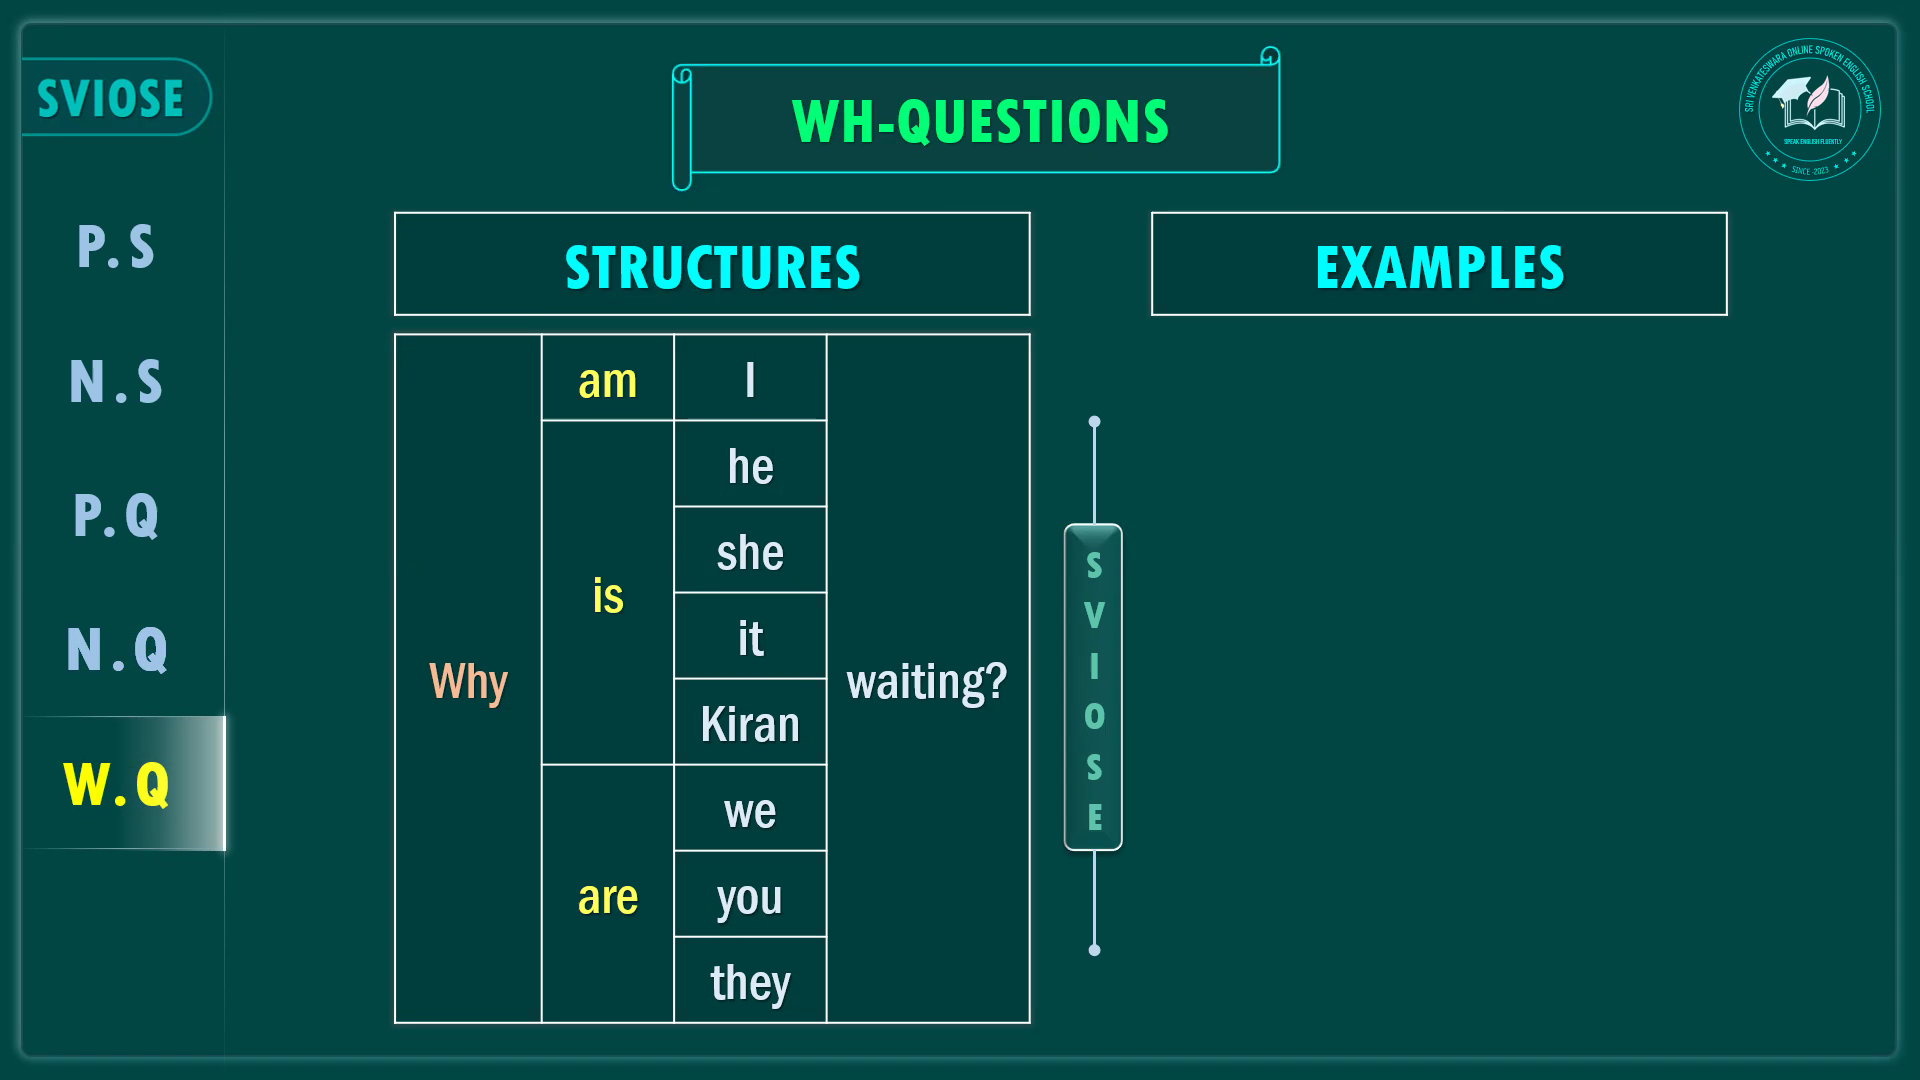 SVIOSE
WH-QUESTIONS
SRI VENKATESWARA ONLINE SPOKEN ENGLISH SCHOOL
SPEAK ENGLISH FLUENTLY
SINCE -2023
P.S
N.S
P.Q
N.Q
W.Q
STRUCTURES
EXAMPLES
Why
am
I
is
he
she
it
Kiran
are
we
you
they
waiting?
S
V
I
O
S
E